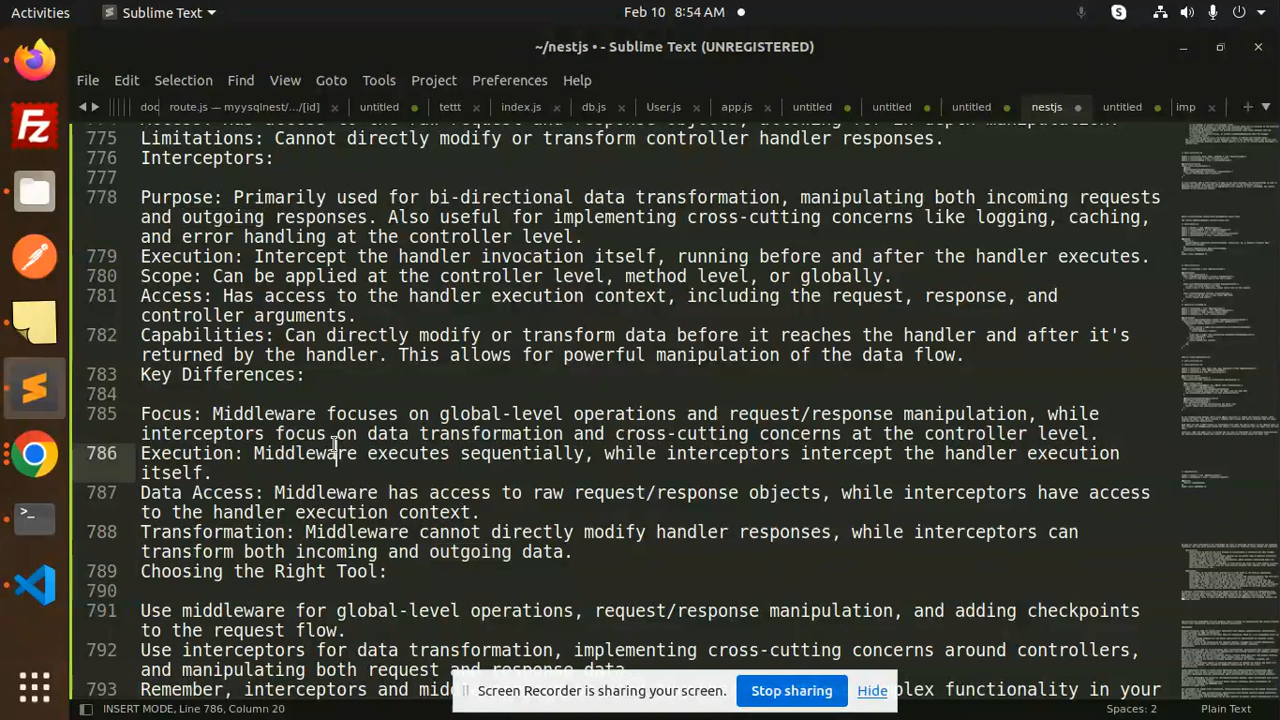 Activities
Sublime Text
Feb 10 8:54 AM
~/nestjs • - Sublime Text (UNREGISTERED)
File Edit Selection Find View Goto Tools Project Preferences Help
doc route.js — myysqlnest/.../[id] untitled tettt index.js db.js User.js app.js untitled untitled untitled nestjs untitled imp
775 Limitations: Cannot directly modify or transform controller handler responses.
776 Interceptors:
777
778 Purpose: Primarily used for bi-directional data transformation, manipulating both incoming requests
and outgoing responses. Also useful for implementing cross-cutting concerns like logging, caching,
and error handling at the controller level.
779 Execution: Intercept the handler invocation itself, running before and after the handler executes.
780 Scope: Can be applied at the controller level, method level, or globally.
781 Access: Has access to the handler execution context, including the request, response, and
controller arguments.
782 Capabilities: Can directly modify or transform data before it reaches the handler and after it's
returned by the handler. This allows for powerful manipulation of the data flow.
783 Key Differences:
784
785 Focus: Middleware focuses on global-level operations and request/response manipulation, while
interceptors focus on data transformation and cross-cutting concerns at the controller level.
786 Execution: Middleware executes sequentially, while interceptors intercept the handler execution
itself.
787 Data Access: Middleware has access to raw request/response objects, while interceptors have access
to the handler execution context.
788 Transformation: Middleware cannot directly modify handler responses, while interceptors can
transform both incoming and outgoing data.
789 Choosing the Right Tool:
790
791 Use middleware for global-level operations, request/response manipulation, and adding checkpoints
to the request flow.
792 Use interceptors for data transformation, implementing cross-cutting concerns around controllers,
and manipulating both request and data.
793 Remember, interceptors and functionality in your
Screen Recorder is sharing your screen. Stop sharing Hide
INSERT MODE, Line 786, Column 20
Spaces: 2
Plain Text